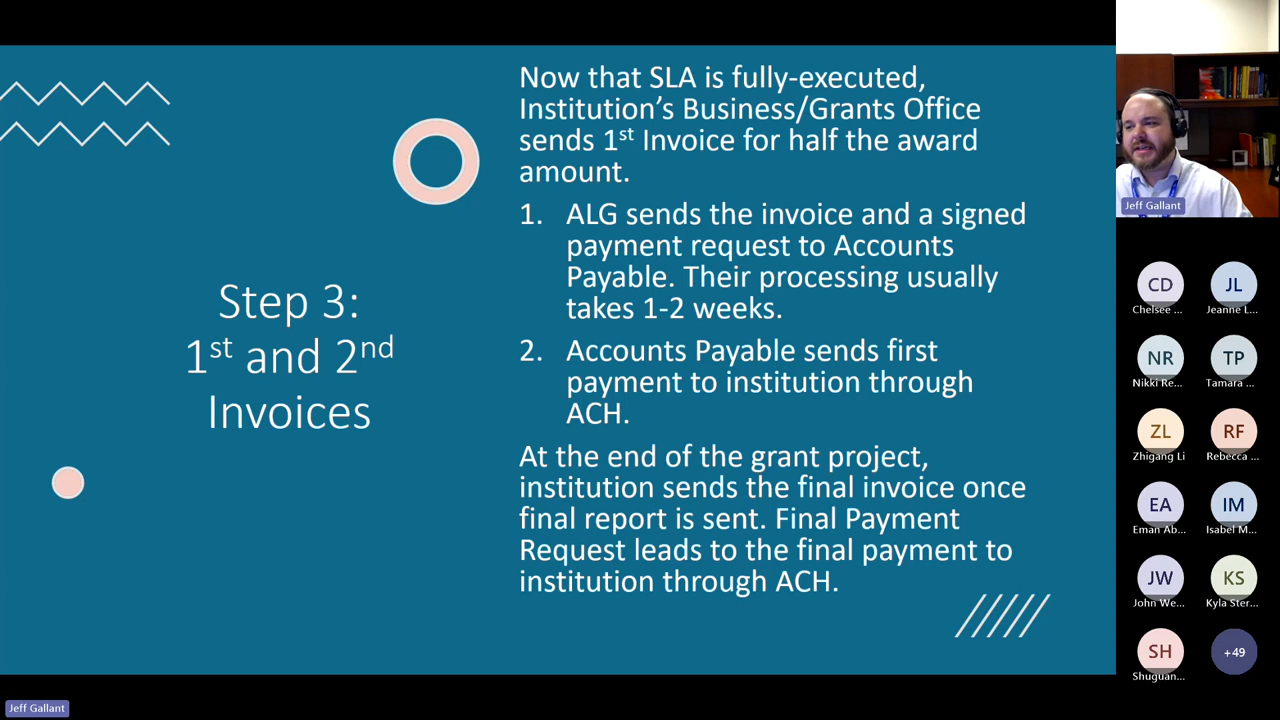 Step 3:
1st and 2nd
Invoices
Now that SLA is fully-executed,
Institution's Business/Grants Office
sends 1st Invoice for half the award
amount.
1. ALG sends the invoice and a signed
payment request to Accounts
Payable. Their processing usually
takes 1-2 weeks.
2. Accounts Payable sends first
payment to institution through
ACH.
At the end of the grant project,
institution sends the final invoice once
final report is sent. Final Payment
Request leads to the final payment to
institution through ACH.
Jeff Gallant
CD
Chelsee ...
JL
Jeanne L...
NR
Nikki Re...
TP
Tamara ...
ZL
Zhigang Li
RF
Rebecca ...
EA
Eman Ab...
IM
Isabel M...
JW
John We...
KS
Kyla Ster...
SH
Shuguan...
+49
Jeff Gallant